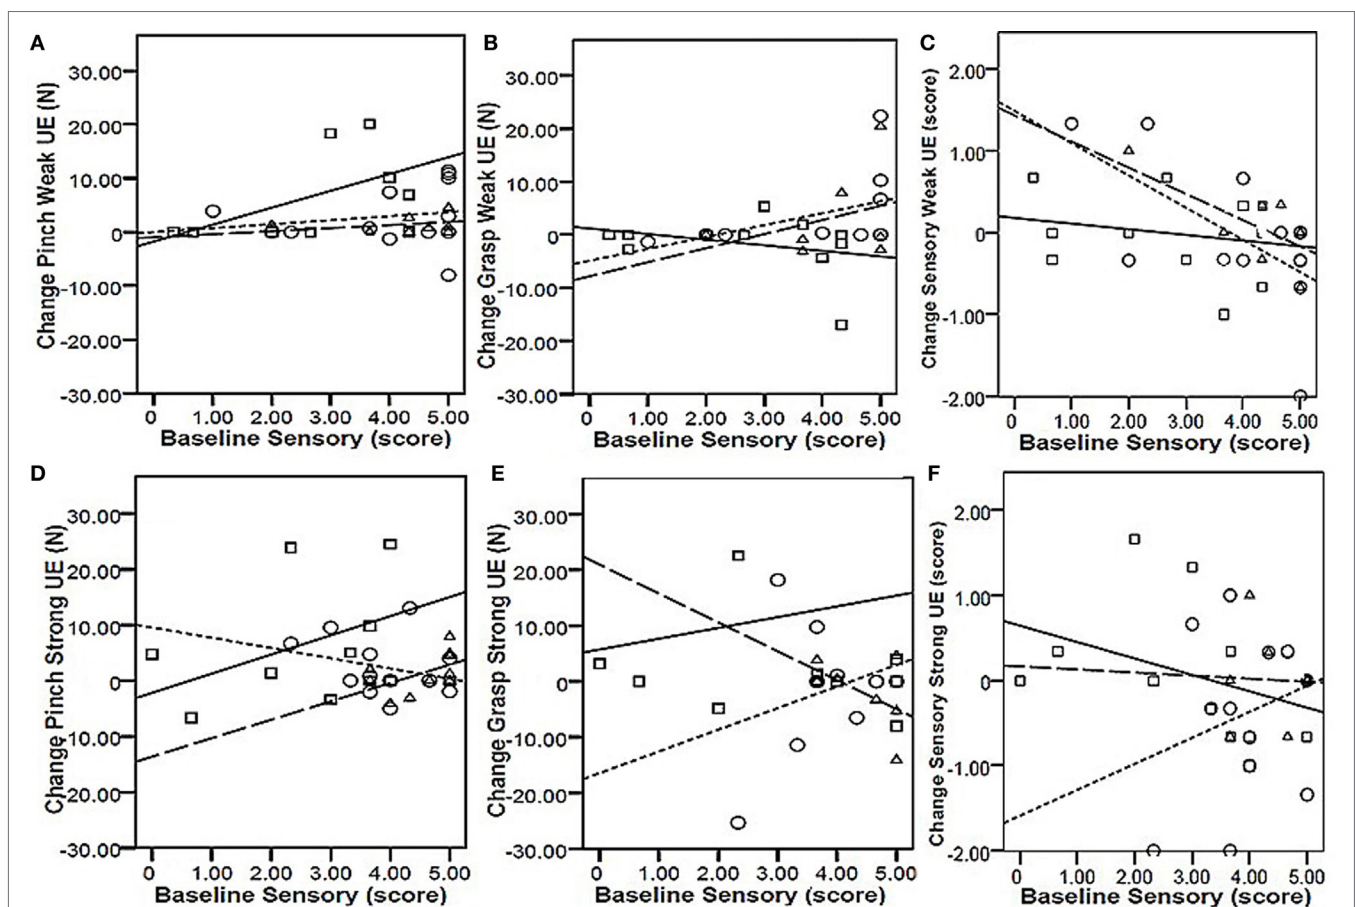 A
Change Pinch Weak UE (N)
30.00
20.00
10.00
0
-10.00
-20.00
-30.00
0 1.00 2.00 3.00 4.00 5.00
Baseline Sensory (score)
B
Change Grasp Weak UE (N)
30.00
20.00
10.00
0
-10.00
-20.00
-30.00
0 1.00 2.00 3.00 4.00 5.00
Baseline Sensory (score)
C
Change Sensory Weak UE (score)
2.00
1.00
0
-1.00
-2.00
0 1.00 2.00 3.00 4.00 5.00
Baseline Sensory (score)
D
Change Pinch Strong UE (N)
30.00
20.00
10.00
0
-10.00
-20.00
-30.00
0 1.00 2.00 3.00 4.00 5.00
Baseline Sensory (score)
E
Change Grasp Strong UE (N)
30.00
20.00
10.00
0
-10.00
-20.00
-30.00
0 1.00 2.00 3.00 4.00 5.00
Baseline Sensory (score)
F
Change Sensory Strong UE (score)
2.00
1.00
0
-1.00
-2.00
0 1.00 2.00 3.00 4.00 5.00
Baseline Sensory (score)